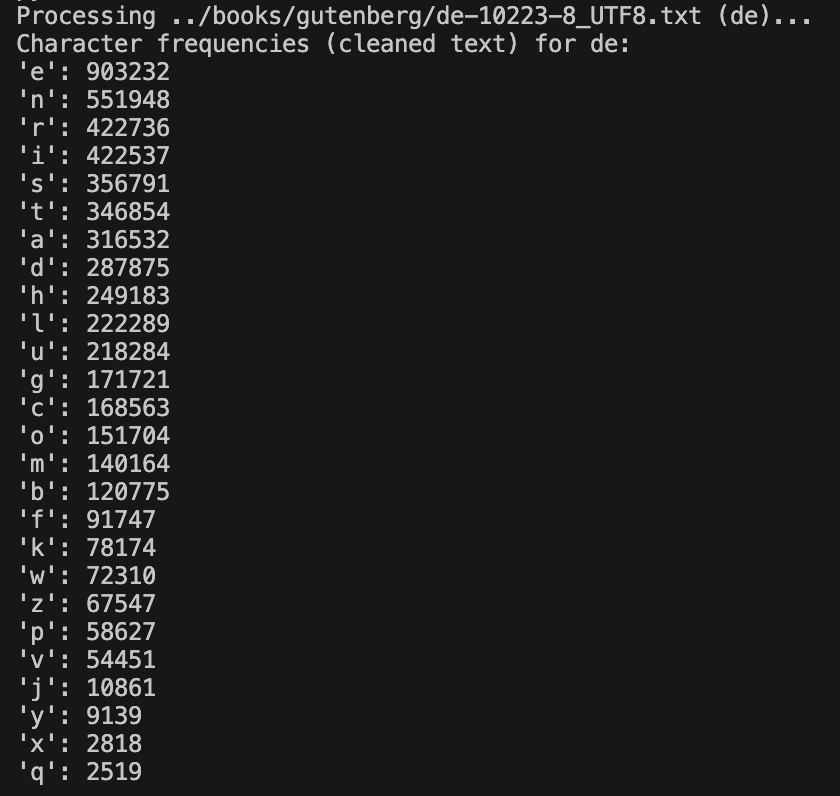 Processing ../books/gutenberg/de-10223-8_UTF8.txt (de)...
Character frequencies (cleaned text) for de:
'e': 903232
'n': 551948
'r': 422736
'i': 422537
's': 356791
't': 346854
'a': 316532
'd': 287875
'h': 249183
'l': 222289
'u': 218284
'g': 171721
'c': 168563
'o': 151704
'm': 140164
'b': 120775
'f': 91747
'k': 78174
'w': 72310
'z': 67547
'p': 58627
'v': 54451
'j': 10861
'y': 9139
'x': 2818
'q': 2519